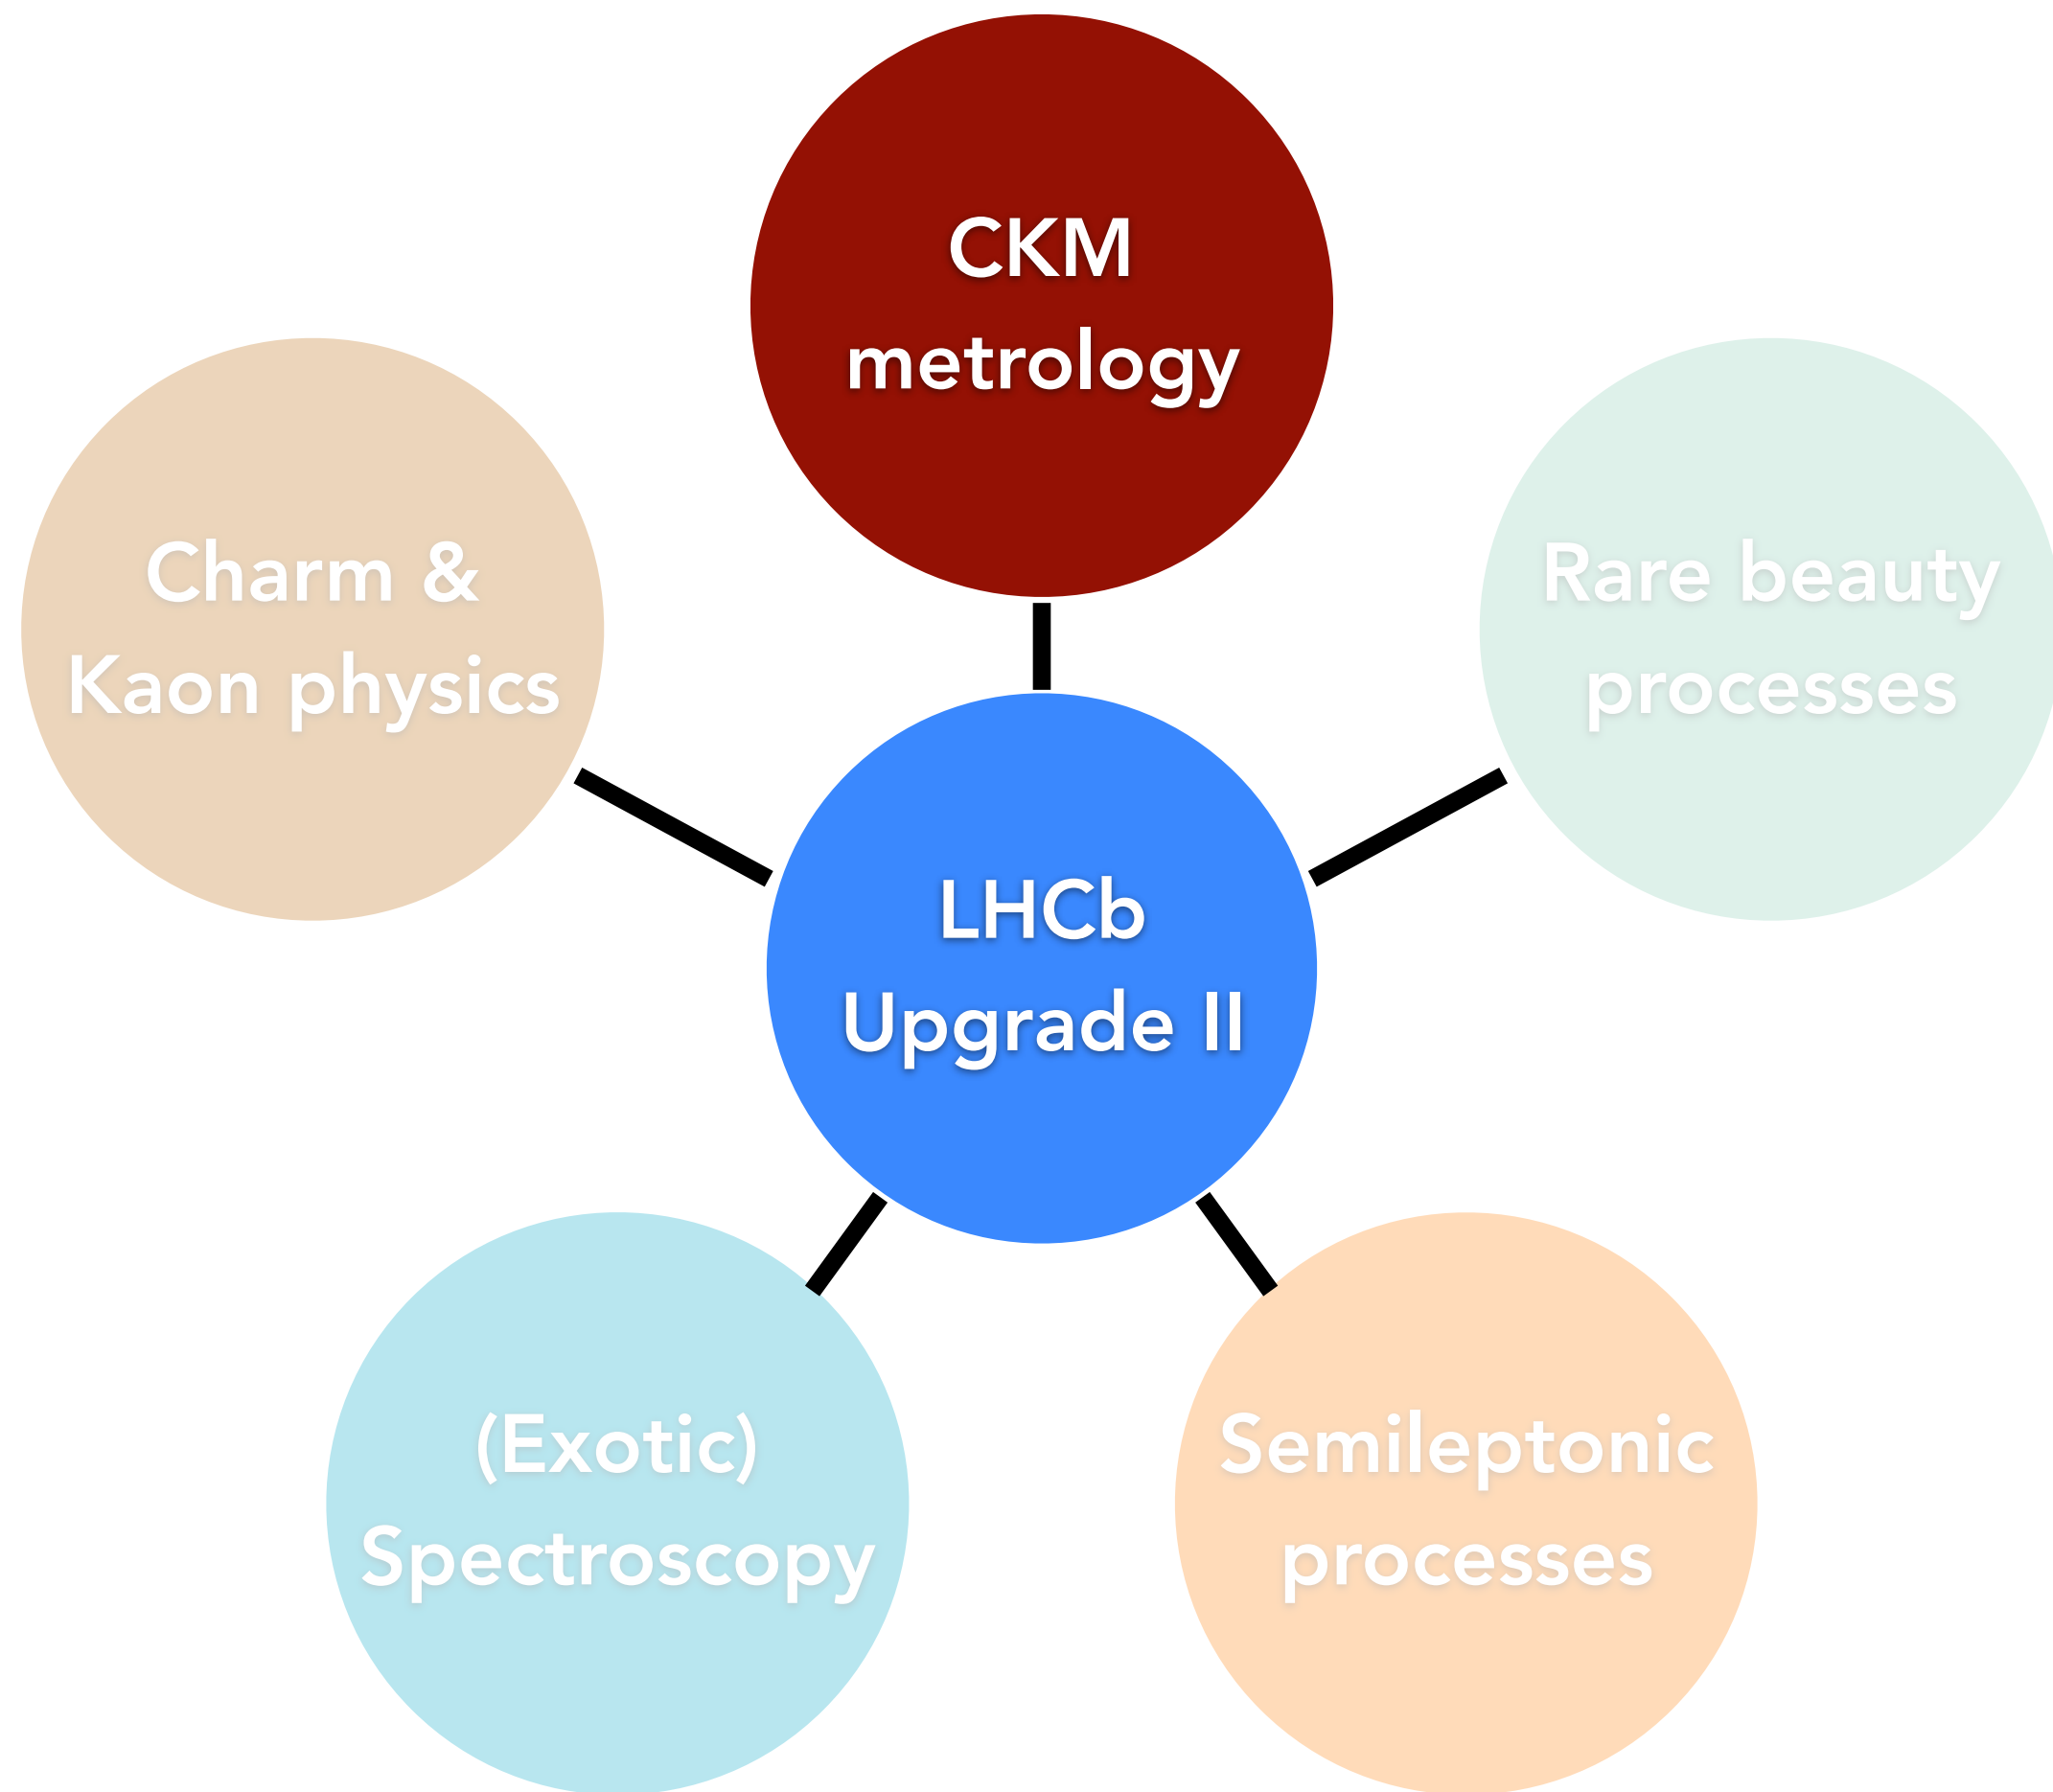 CKM
metrology
Charm &
Kaon physics
Rare beauty
processes
LHCb
Upgrade II
(Exotic)
Spectroscopy
Semileptonic
processes